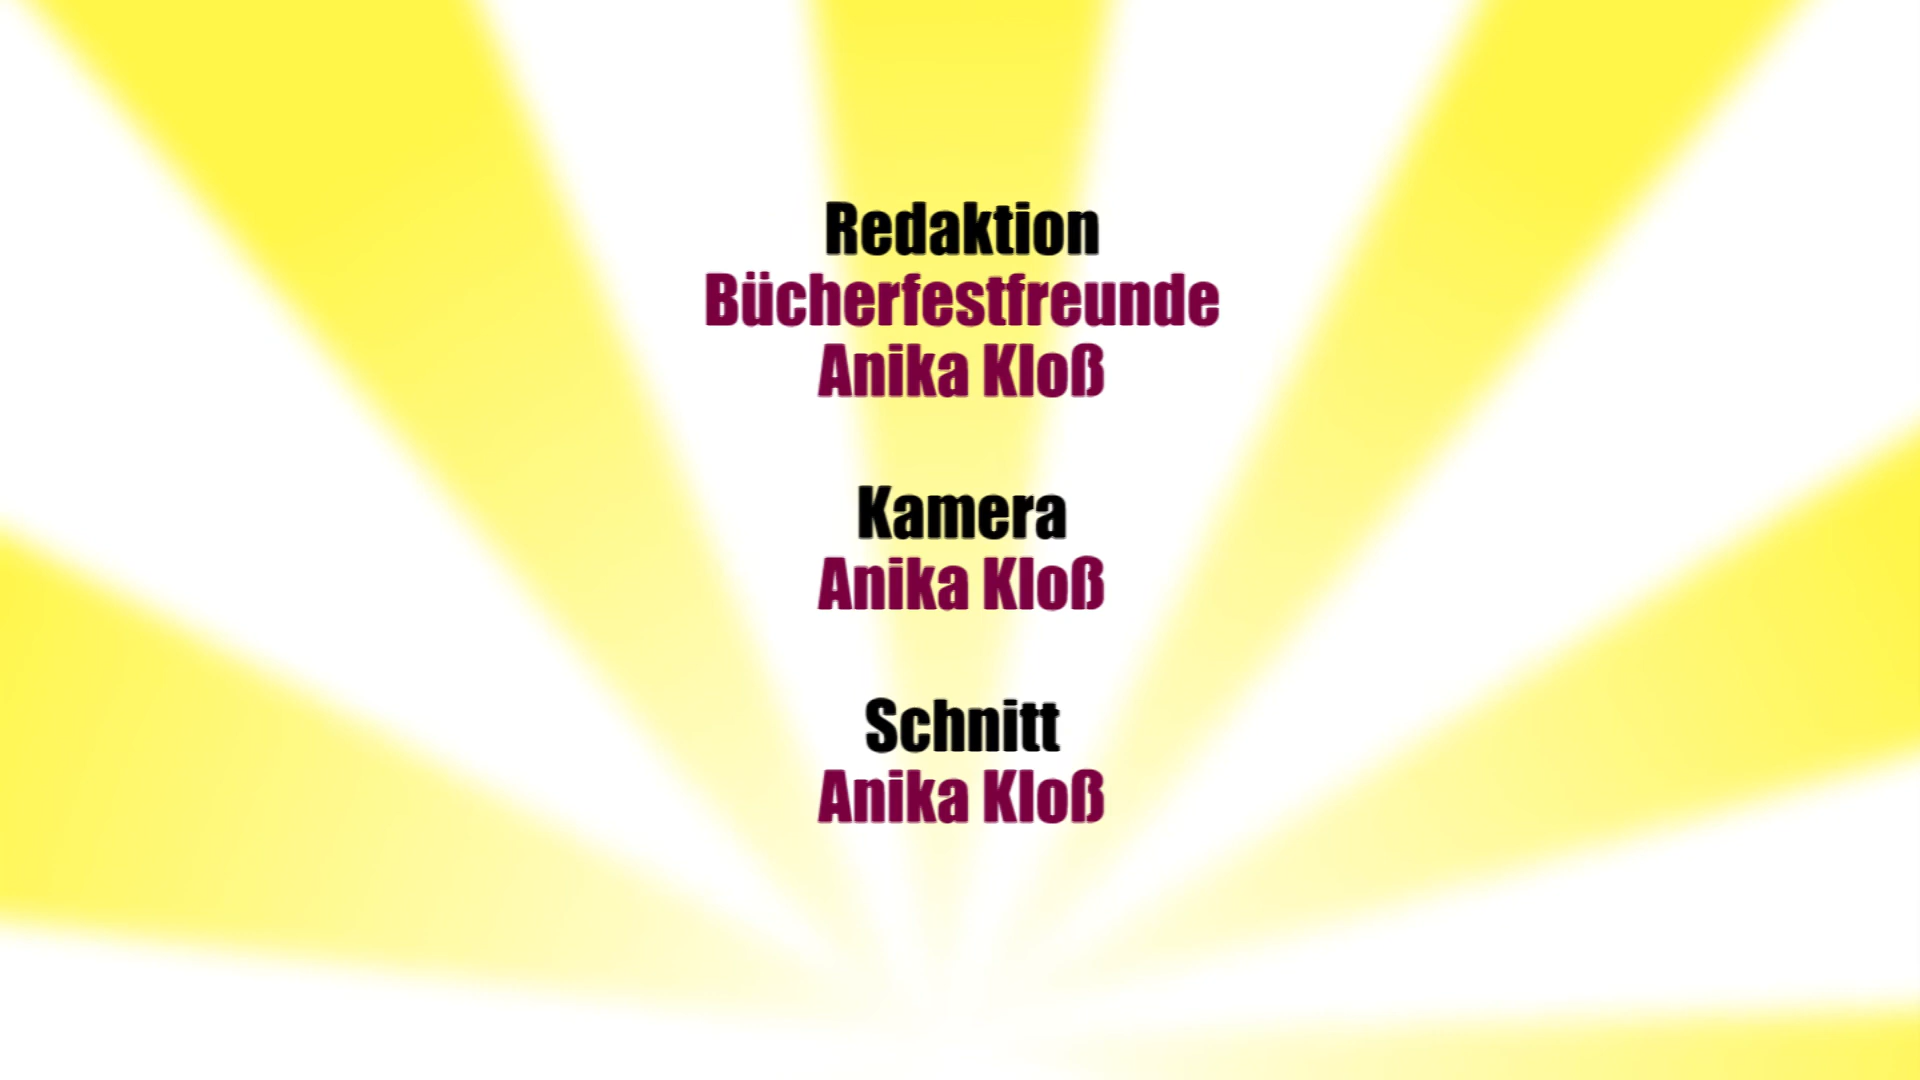 Redaktion
Bücherfestfreunde
Anika Kloß
Kamera
Anika Kloß
Schnitt
Anika Kloß